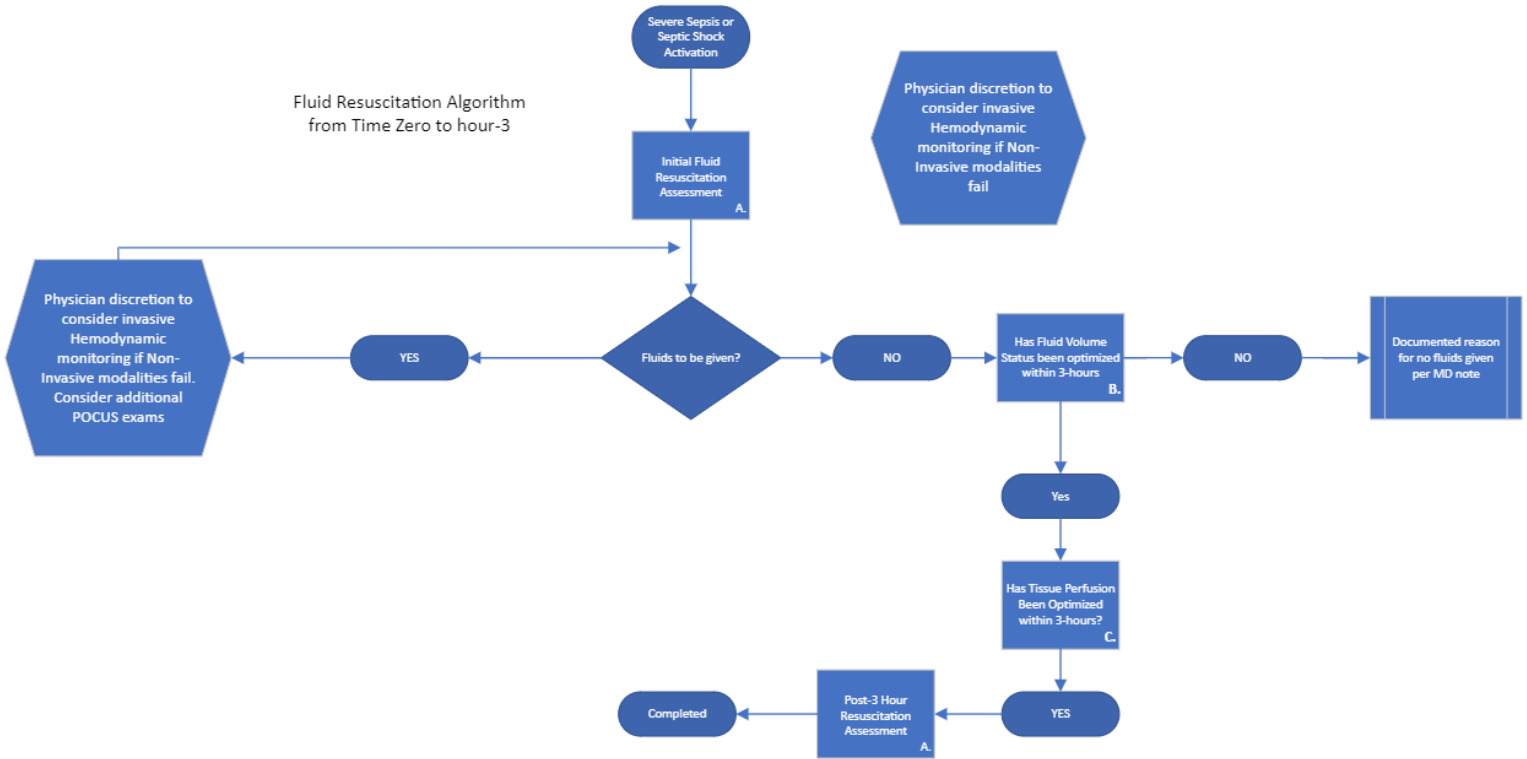 Severe Sepsis or
Septic Shock
Activation
Fluid Resuscitation Algorithm
from Time Zero to hour-3
Physician discretion to
consider invasive
Hemodynamic
monitoring if Non-
Invasive modalities
fail
Initial Fluid
Resuscitation
Assessment
A.
Physician discretion to
consider invasive
Hemodynamic
monitoring if Non-
Invasive modalities fail.
Consider additional
POCUS exams
YES
Fluids to be given?
NO
Has Fluid Volume
Status been optimized
within 3-hours
B.
NO
Documented reason
for no fluids given
per MD note
Yes
Has Tissue Perfusion
Been Optimized
within 3-hours?
C.
YES
Post-3 Hour
Resuscitation
Assessment
A.
Completed